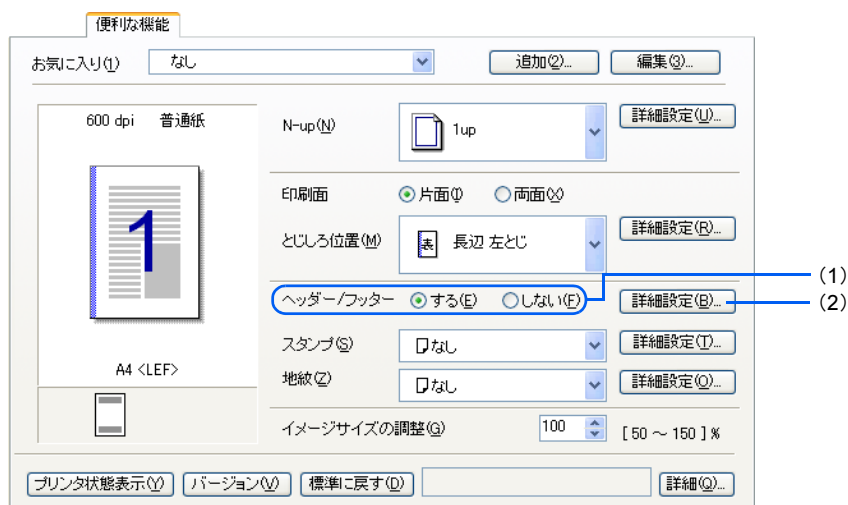 便利な機能
お気に入り(1) なし 追加(2)... 編集(3)...
600 dpi 普通紙
1
A4 <LEF>
N-up(N) 1up 詳細設定(U)...
印刷面 片面(I) 両面(X)
とじしろ位置(M) 表 長辺 左とじ 詳細設定(R)...
ヘッダー/フッター する(E) しない(F) 詳細設定(B)...
(1)
(2)
スタンプ(S) なし 詳細設定(T)...
地紋(Z) なし 詳細設定(O)...
イメージサイズの調整(G) 100 [ 50 ～ 150 ] %
プリンタ状態表示(Y) バージョン(V) 標準に戻す(D) 詳細(Q)...